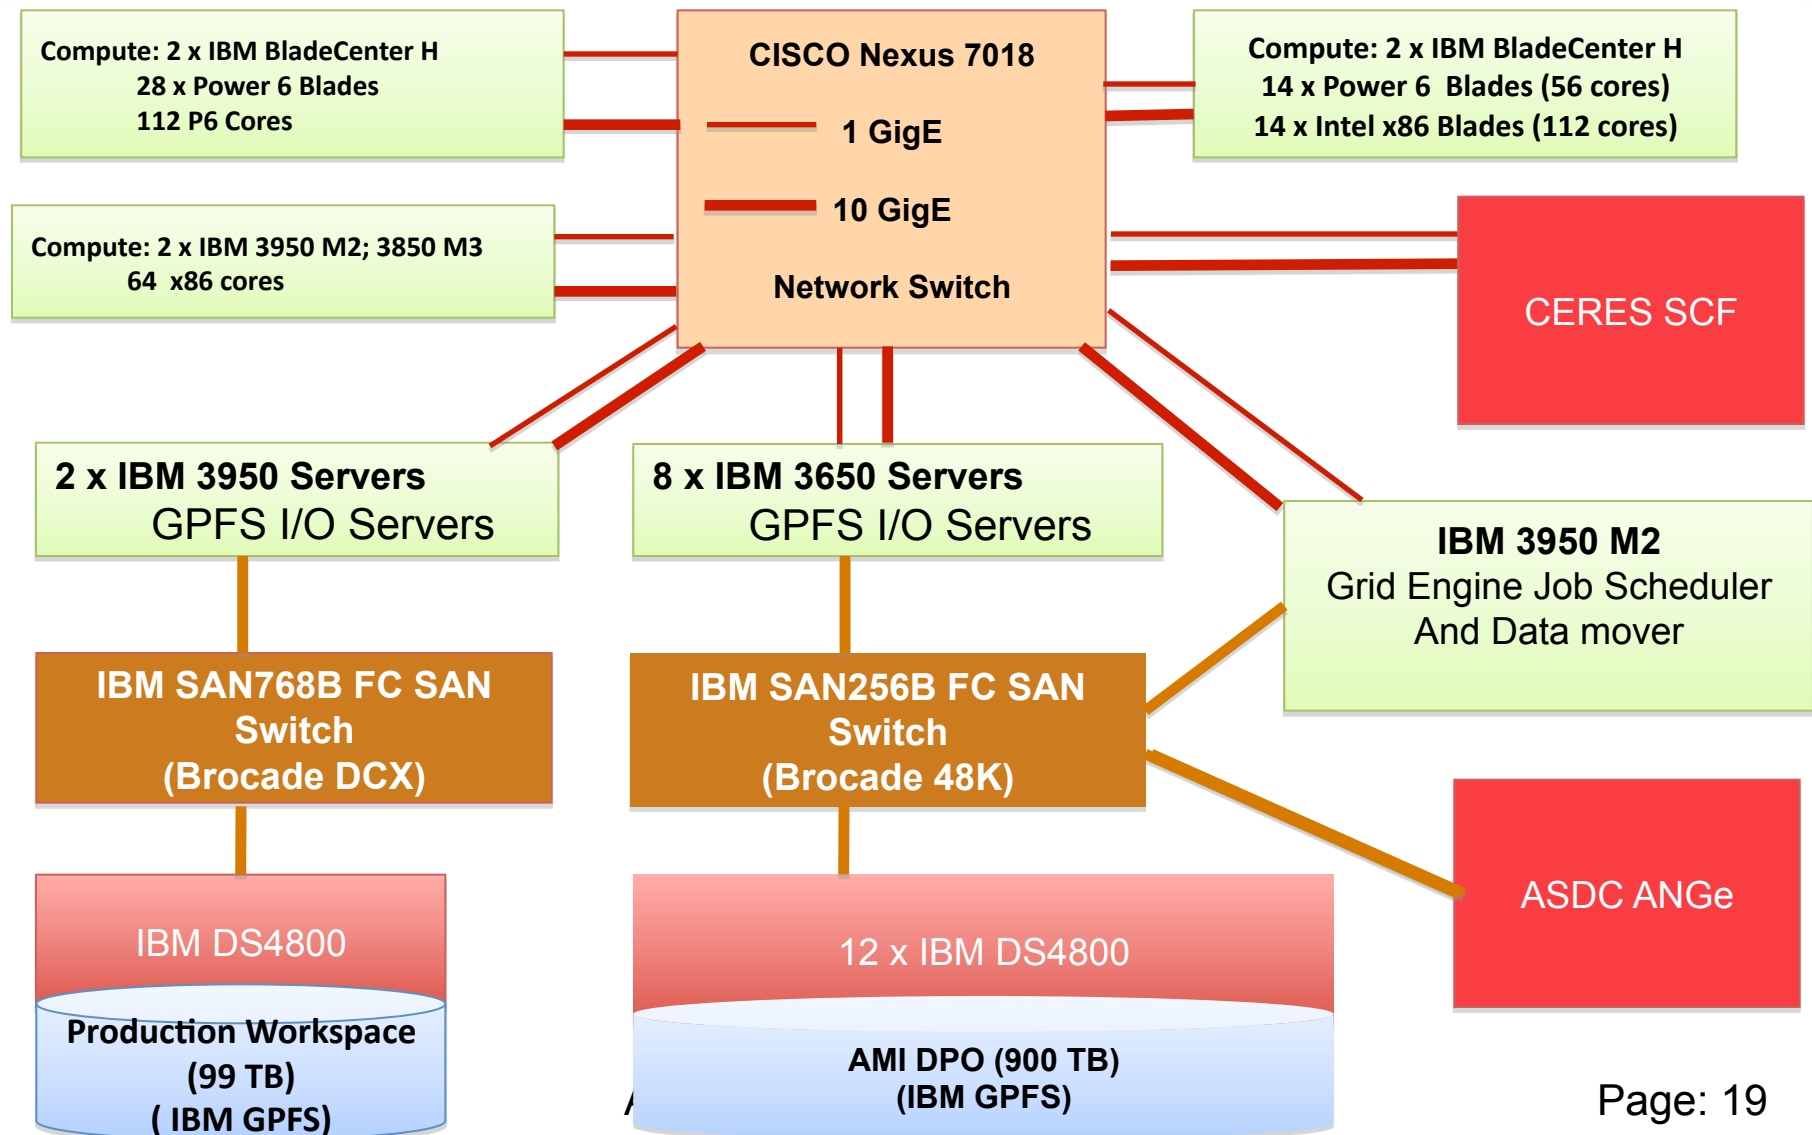 Compute: 2 x IBM BladeCenter H
28 x Power 6 Blades
112 P6 Cores
CISCO Nexus 7018
1 GigE
10 GigE
Network Switch
Compute: 2 x IBM BladeCenter H
14 x Power 6 Blades (56 cores)
14 x Intel x86 Blades (112 cores)
Compute: 2 x IBM 3950 M2; 3850 M3
64 x86 cores
CERES SCF
2 x IBM 3950 Servers
GPFS I/O Servers
8 x IBM 3650 Servers
GPFS I/O Servers
IBM 3950 M2
Grid Engine Job Scheduler
And Data mover
IBM SAN768B FC SAN
Switch
(Brocade DCX)
IBM SAN256B FC SAN
Switch
(Brocade 48K)
ASDC ANGe
IBM DS4800
12 x IBM DS4800
Production Workspace
(99 TB)
( IBM GPFS)
AMI DPO (900 TB)
(IBM GPFS)
Page: 19